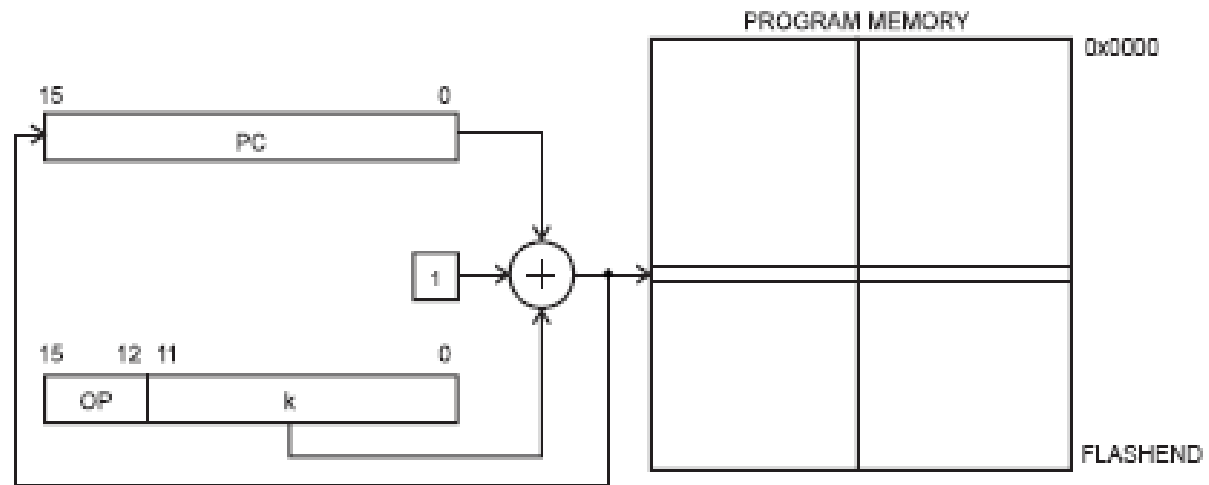 PROGRAM MEMORY
0x0000
15 0
PC
1
15 12 11 0
OP k
FLASHEND